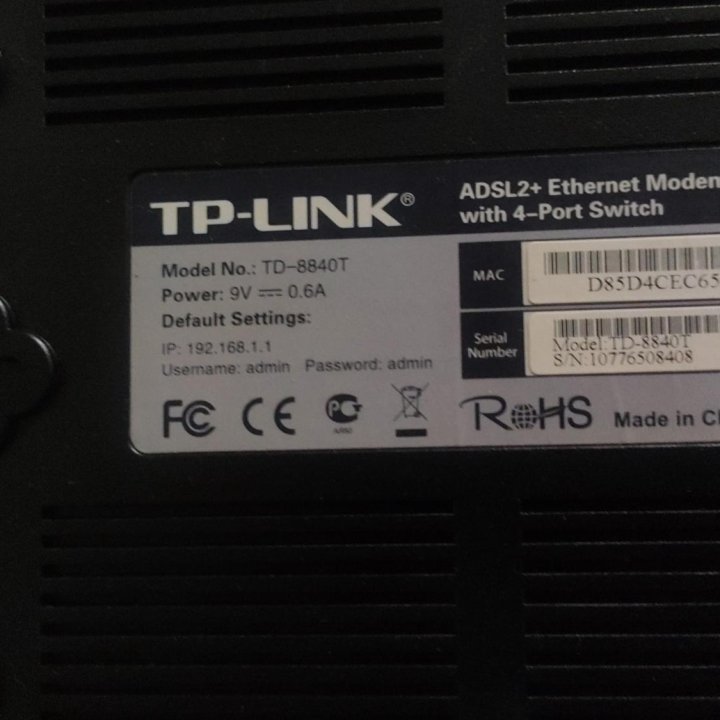 TP-LINK®
ADSL2+ Ethernet Modem
with 4-Port Switch
Model No.: TD-8840T
Power: 9V ⎓ 0.6A
Default Settings:
IP: 192.168.1.1
Username: admin Password: admin
MAC
D85D4CEC65
Serial
Number
Model:TD-8840T
S/N:10776508408
FC CE PG RoHS Made in C